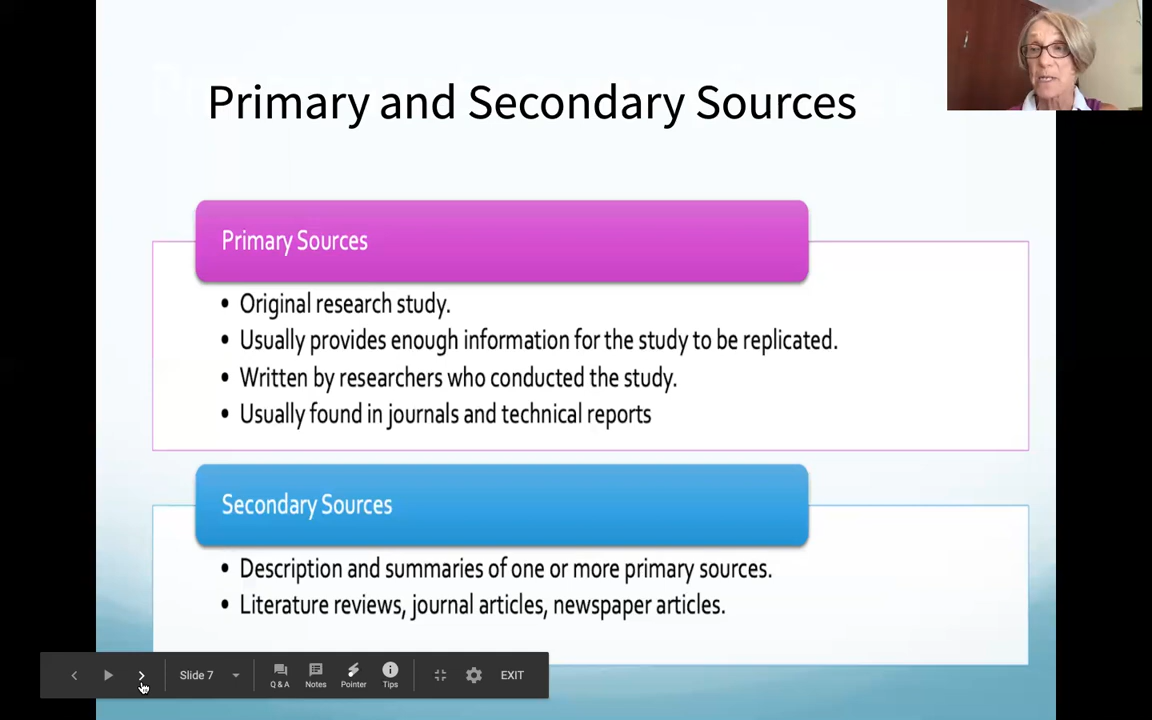 Primary and Secondary Sources
Primary Sources
• Original research study.
• Usually provides enough information for the study to be replicated.
• Written by researchers who conducted the study.
• Usually found in journals and technical reports
Secondary Sources
• Description and summaries of one or more primary sources.
• Literature reviews, journal articles, newspaper articles.
Slide 7
Q & A
Notes
Pointer
Tips
EXIT